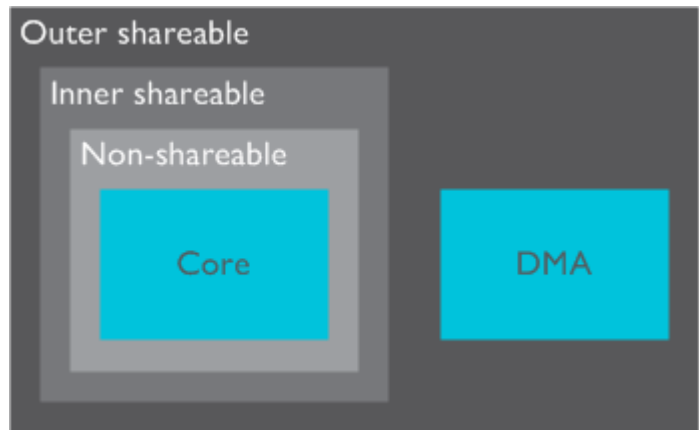 Outer shareable
Inner shareable
Non-shareable
Core
DMA